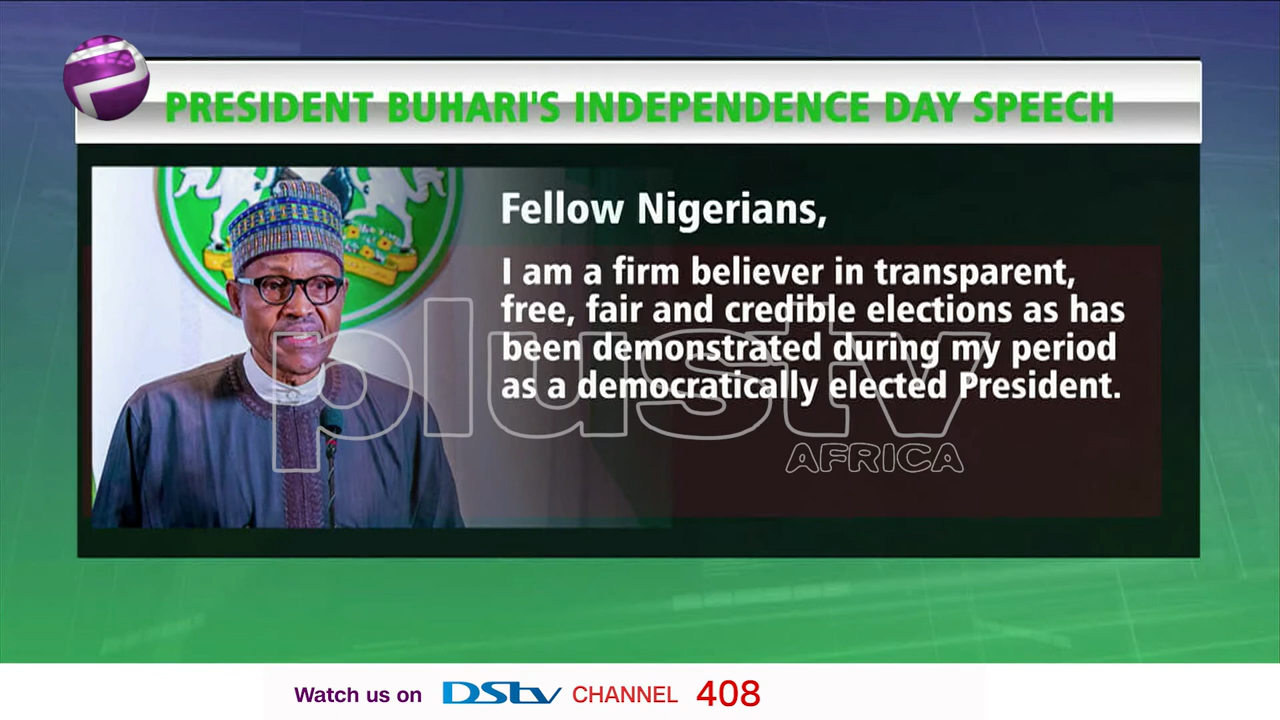 PRESIDENT BUHARI'S INDEPENDENCE DAY SPEECH
Fellow Nigerians,
I am a firm believer in transparent,
free, fair and credible elections as has
been demonstrated during my period
as a democratically elected President.
plustv
AFRICA
Watch us on DStv CHANNEL 408